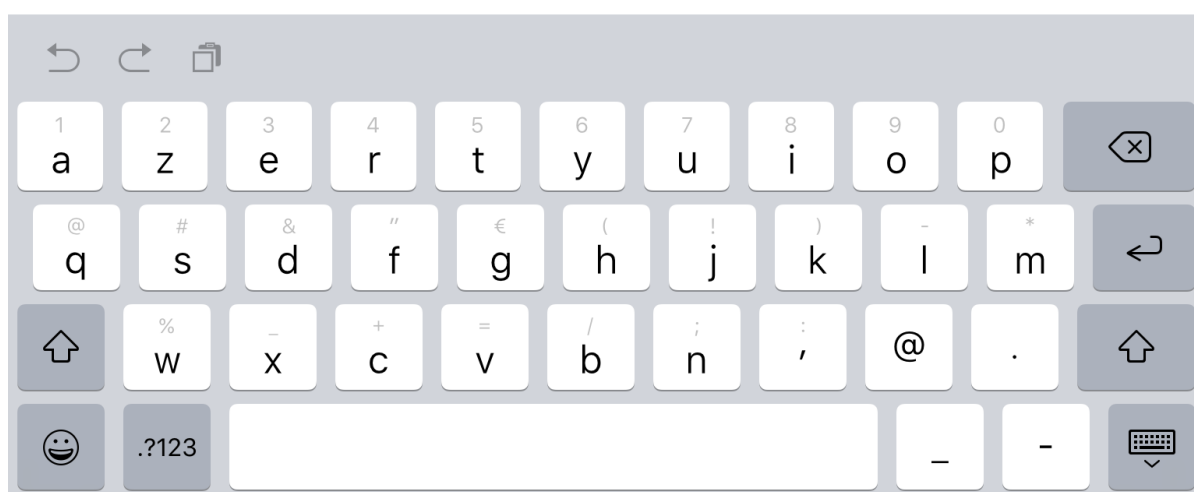 1 2 3 4 5 6 7 8 9 0
a z e r t y u i o p
@ # & " € ( ! ) - *
q s d f g h j k l m
% _ + = / ; :
w x c v b n ' @ .
.?123 _ -